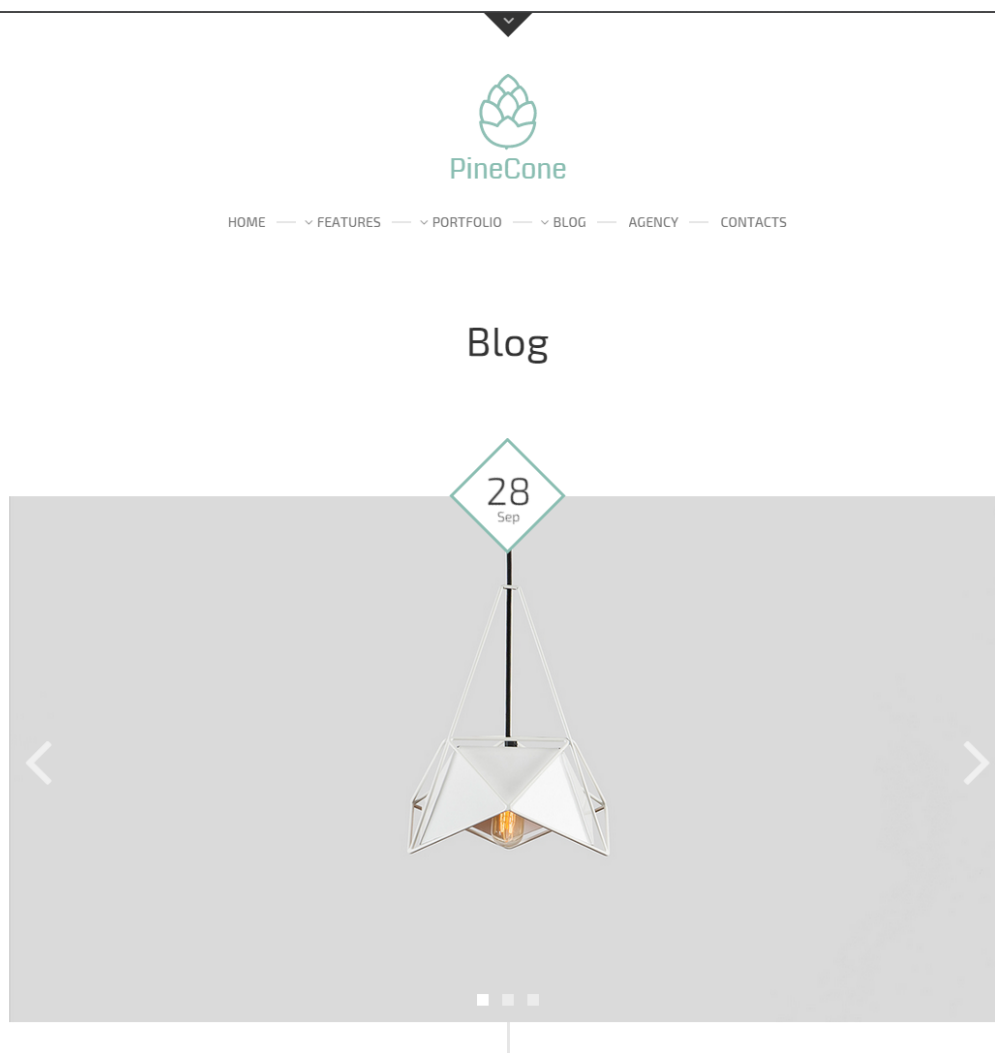 PineCone
HOME FEATURES PORTFOLIO BLOG AGENCY CONTACTS
Blog
28
Sep